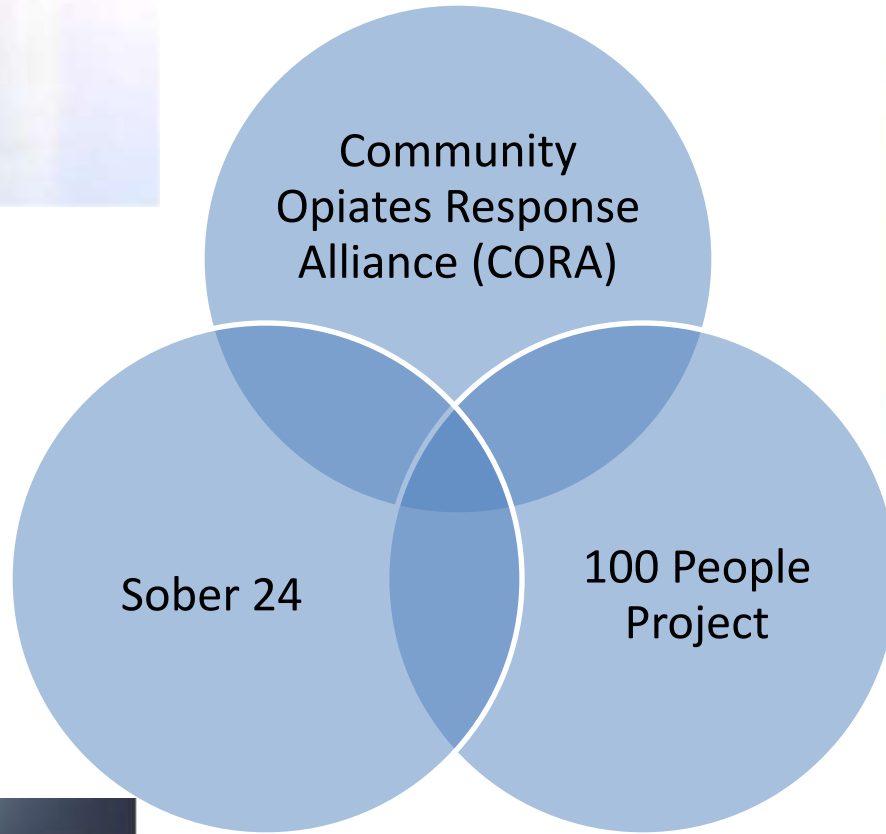 Community
Opiates Response
Alliance (CORA)
Sober 24
100 People
Project